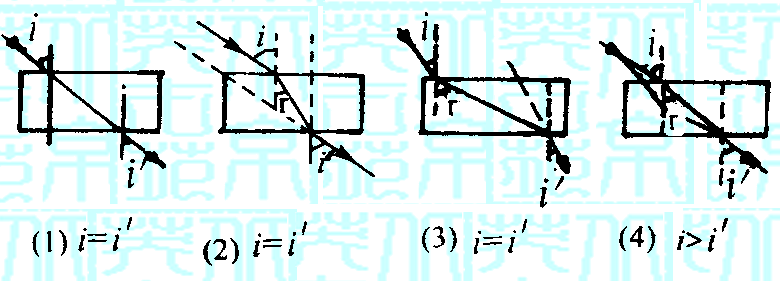 i i i i
r r r
i′ i′ i′ i′
(1) i=i′ (2) i=i′ (3) i=i′ (4) i>i′